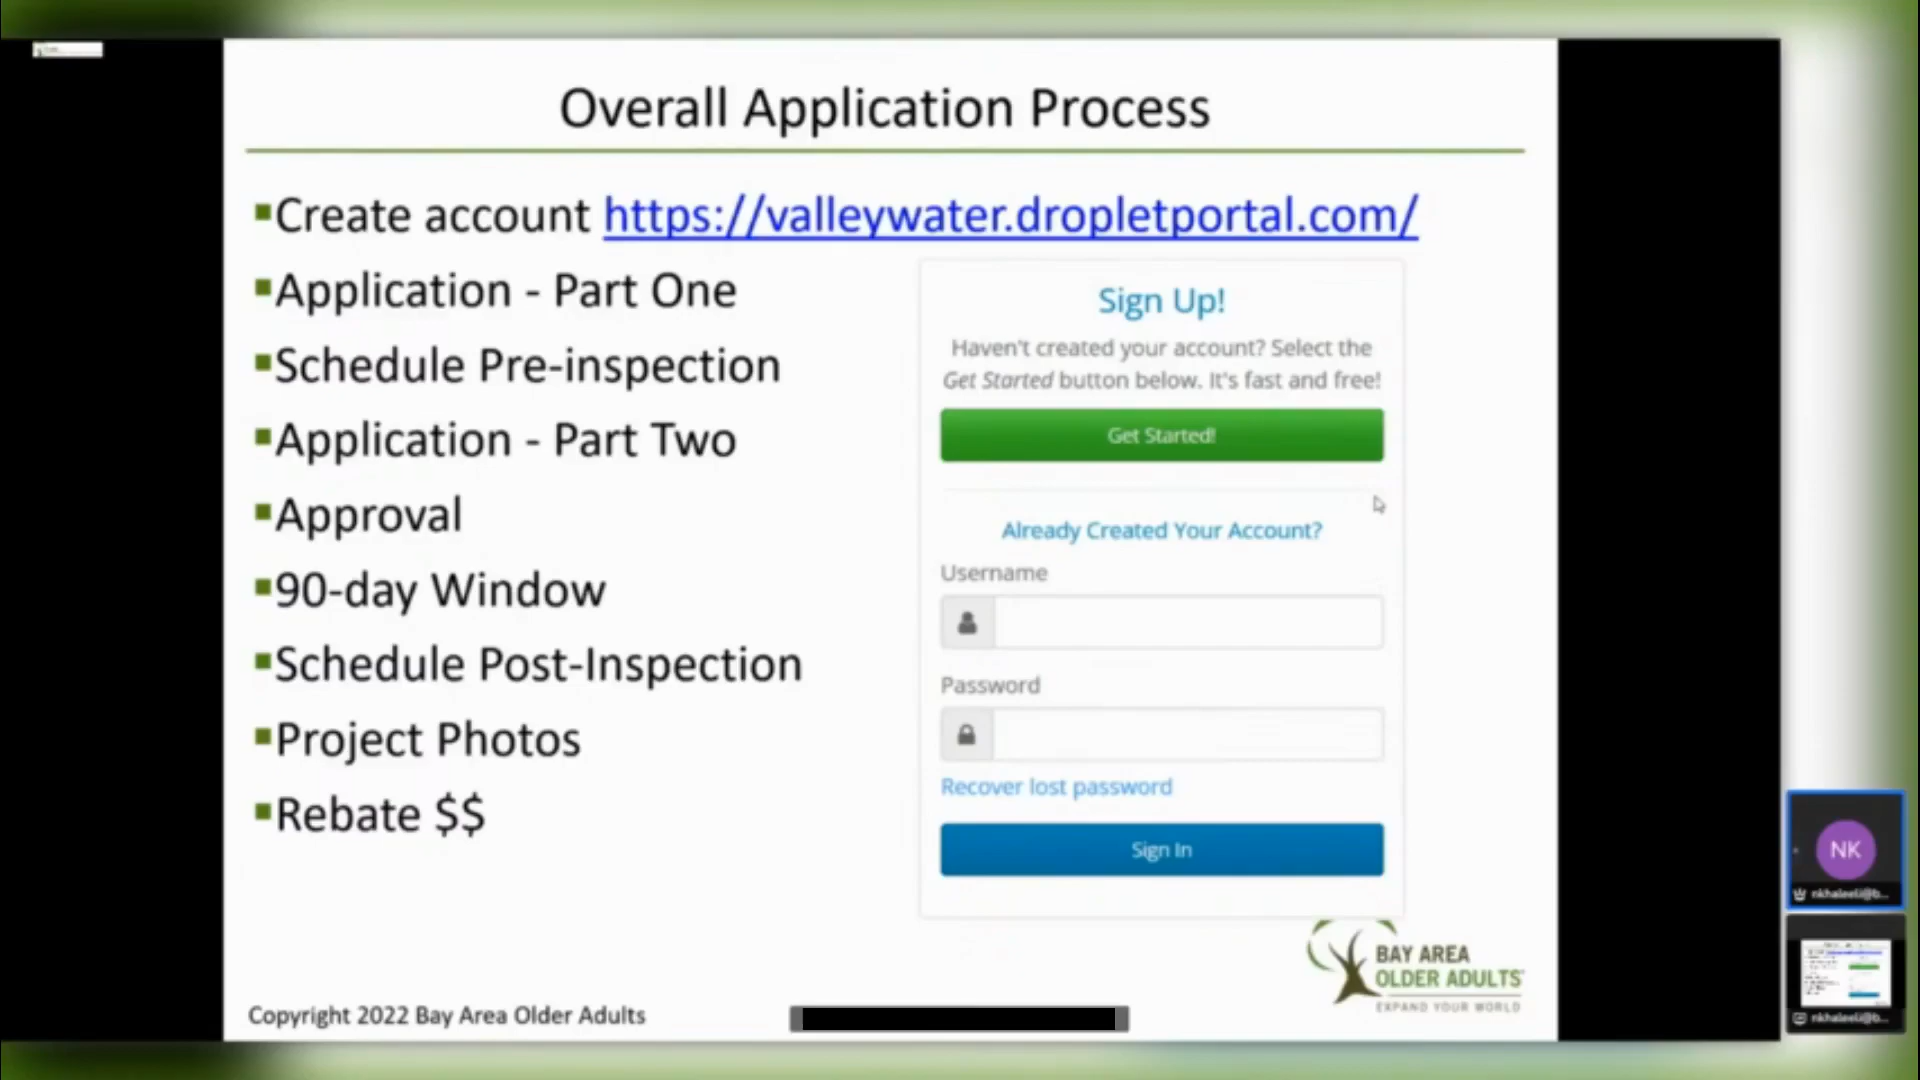 Overall Application Process
Create account https://valleywater.dropletportal.com/
Application - Part One
Schedule Pre-inspection
Application - Part Two
Approval
90-day Window
Schedule Post-Inspection
Project Photos
Rebate $$
Sign Up!
Haven't created your account? Select the
Get Started button below. It's fast and free!
Get Started!
Already Created Your Account?
Username
Password
Recover lost password
Sign In
BAY AREA
OLDER ADULTS
EXPAND YOUR WORLD
Copyright 2022 Bay Area Older Adults
NK
nkhaleeli@b...
nkhaleeli@b...